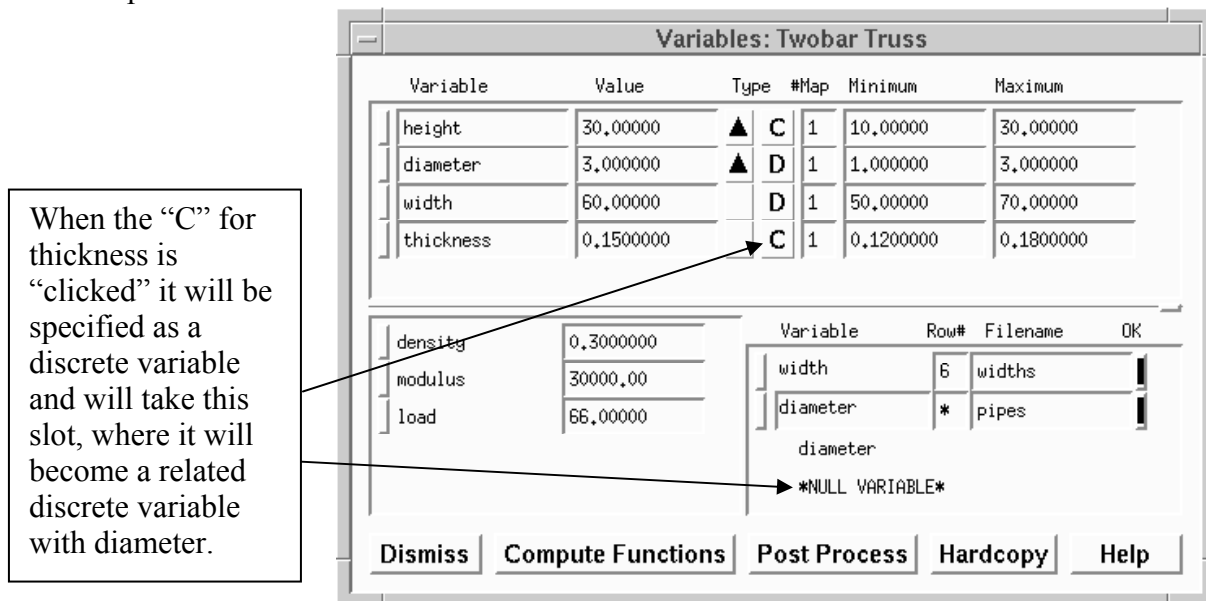 Variables: Twobar Truss
Variable Value Type #Map Minimum Maximum
height 30.00000 ▲ C 1 10.00000 30.00000
diameter 3.000000 ▲ D 1 1.000000 3.000000
width 60.00000 D 1 50.00000 70.00000
thickness 0.1500000 C 1 0.1200000 0.1800000
When the “C” for
thickness is
“clicked” it will be
specified as a
discrete variable
and will take this
slot, where it will
become a related
discrete variable
with diameter.
density 0.3000000
modulus 30000.00
load 66.00000
Variable Row# Filename OK
width 6 widths
diameter * pipes
diameter
*NULL VARIABLE*
Dismiss Compute Functions Post Process Hardcopy Help